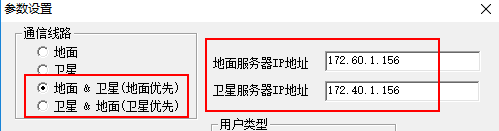 参数设置
通信线路
地面
卫星
地面 & 卫星(地面优先)
卫星 & 地面(卫星优先)
地面服务器IP地址 172.60.1.156
卫星服务器IP地址 172.40.1.156
用户类型